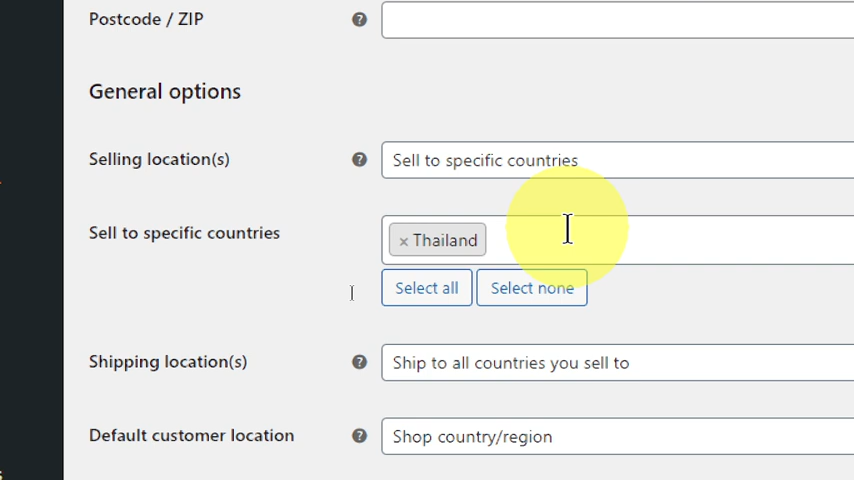 Postcode / ZIP
General options
Selling location(s)
Sell to specific countries
Sell to specific countries
× Thailand
Select all
Select none
Shipping location(s)
Ship to all countries you sell to
Default customer location
Shop country/region